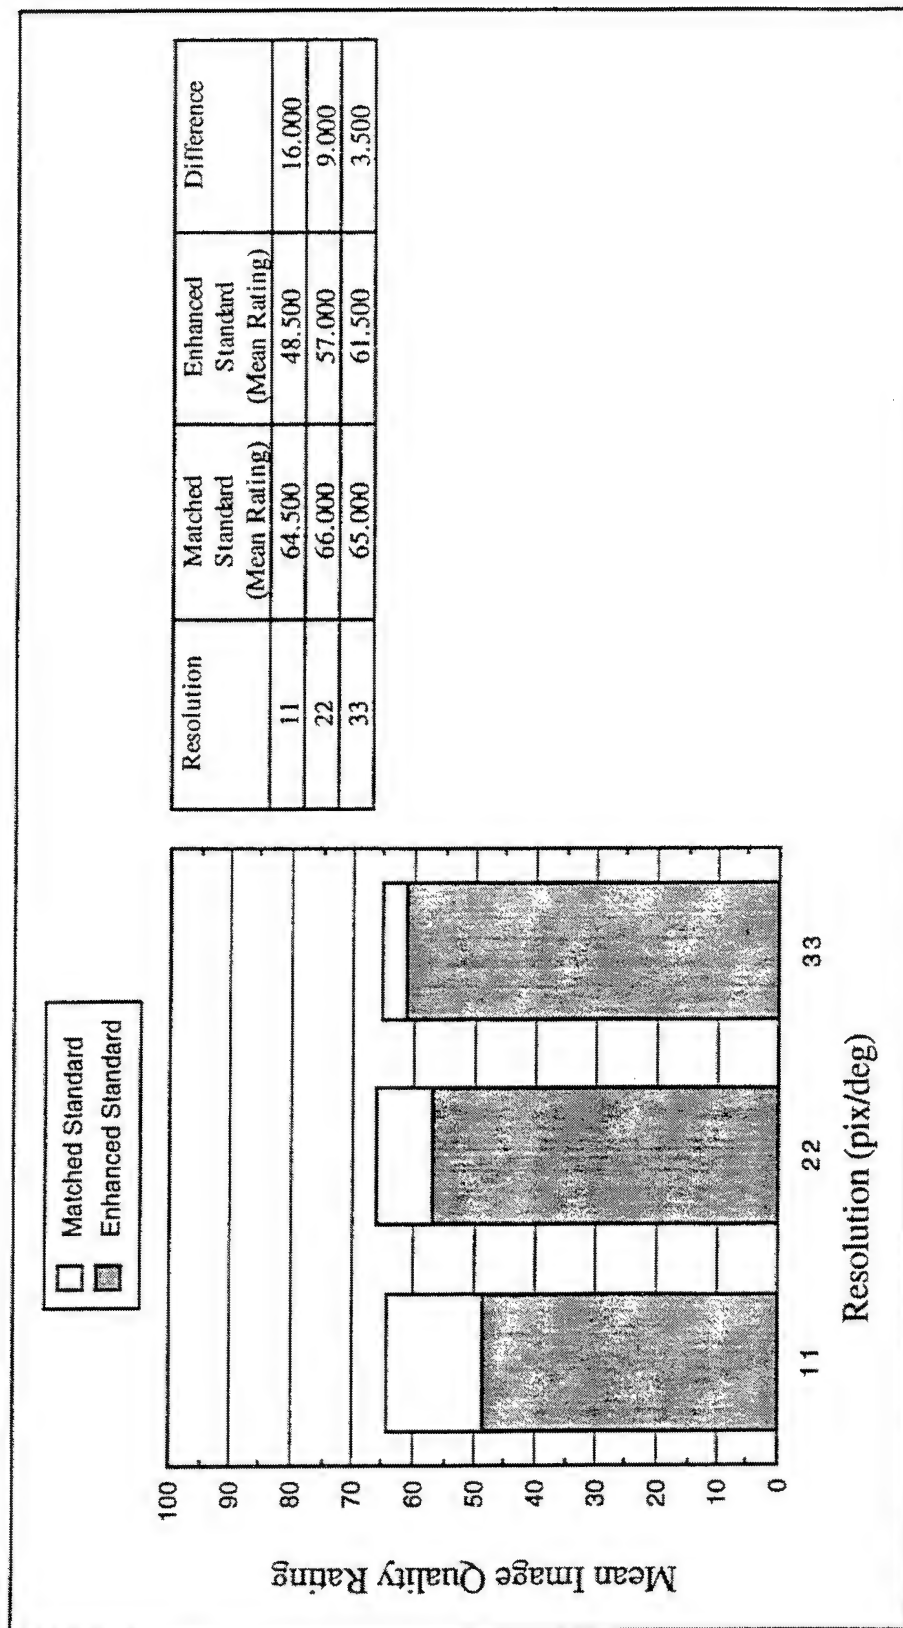 Matched Standard
Enhanced Standard
Mean Image Quality Rating
100
90
80
70
60
50
40
30
20
10
0
11
22
33
Resolution (pix/deg)
Resolution Matched Standard (Mean Rating) Enhanced Standard (Mean Rating) Difference
11 64.500 48.500 16.000
22 66.000 57.000 9.000
33 65.000 61.500 3.500